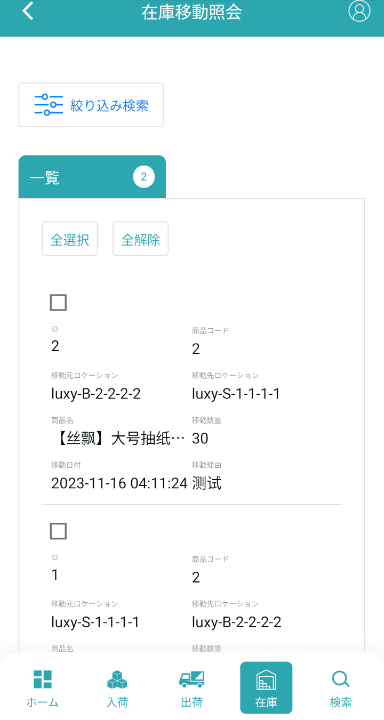 在庫移動照会
絞り込み検索
一覧 2
全選択 全解除
ID 商品コード
2 2
移動元ロケーション 移動先ロケーション
luxy-B-2-2-2-2 luxy-S-1-1-1-1
商品名 移動数量
【丝飘】大号抽纸… 30
移動日付 移動理由
2023-11-16 04:11:24 测试
ID 商品コード
1 2
移動元ロケーション 移動先ロケーション
luxy-S-1-1-1-1 luxy-B-2-2-2-2
商品名 移動数量
ホーム 入荷 出荷 在庫 検索